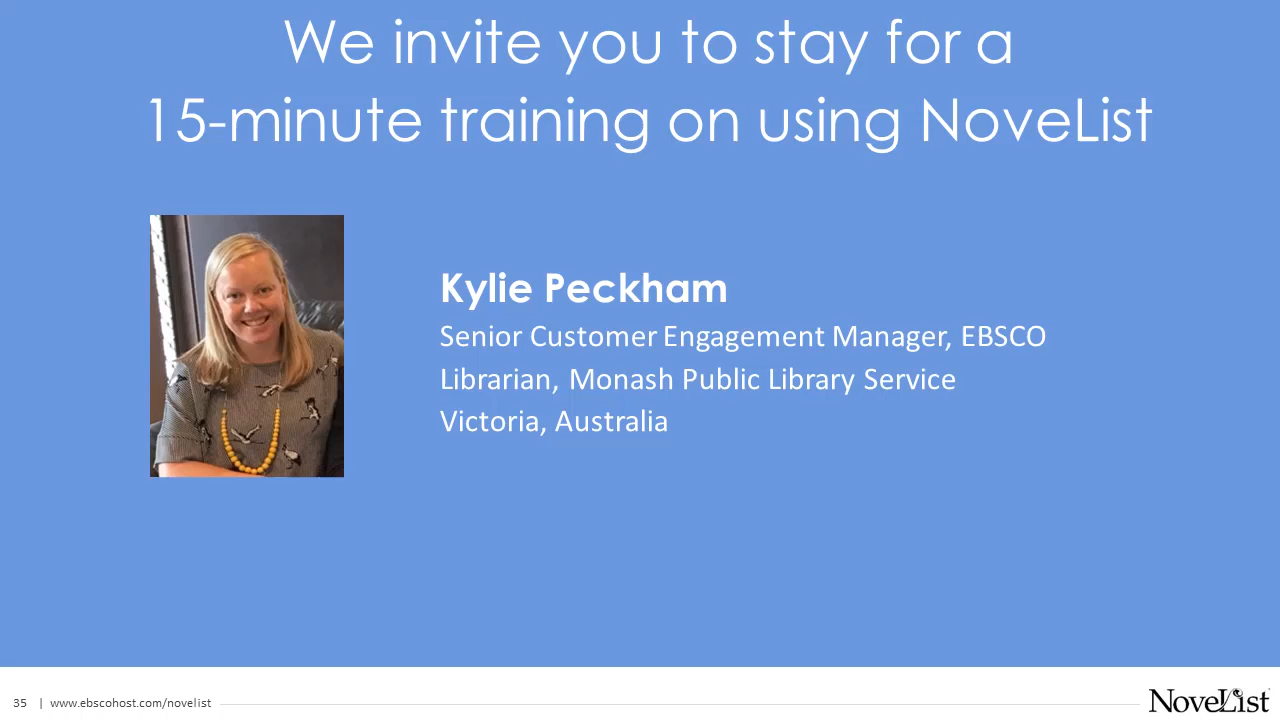 We invite you to stay for a
15-minute training on using NoveList
Kylie Peckham
Senior Customer Engagement Manager, EBSCO
Librarian, Monash Public Library Service
Victoria, Australia
35 | www.ebscohost.com/novelist
NoveList